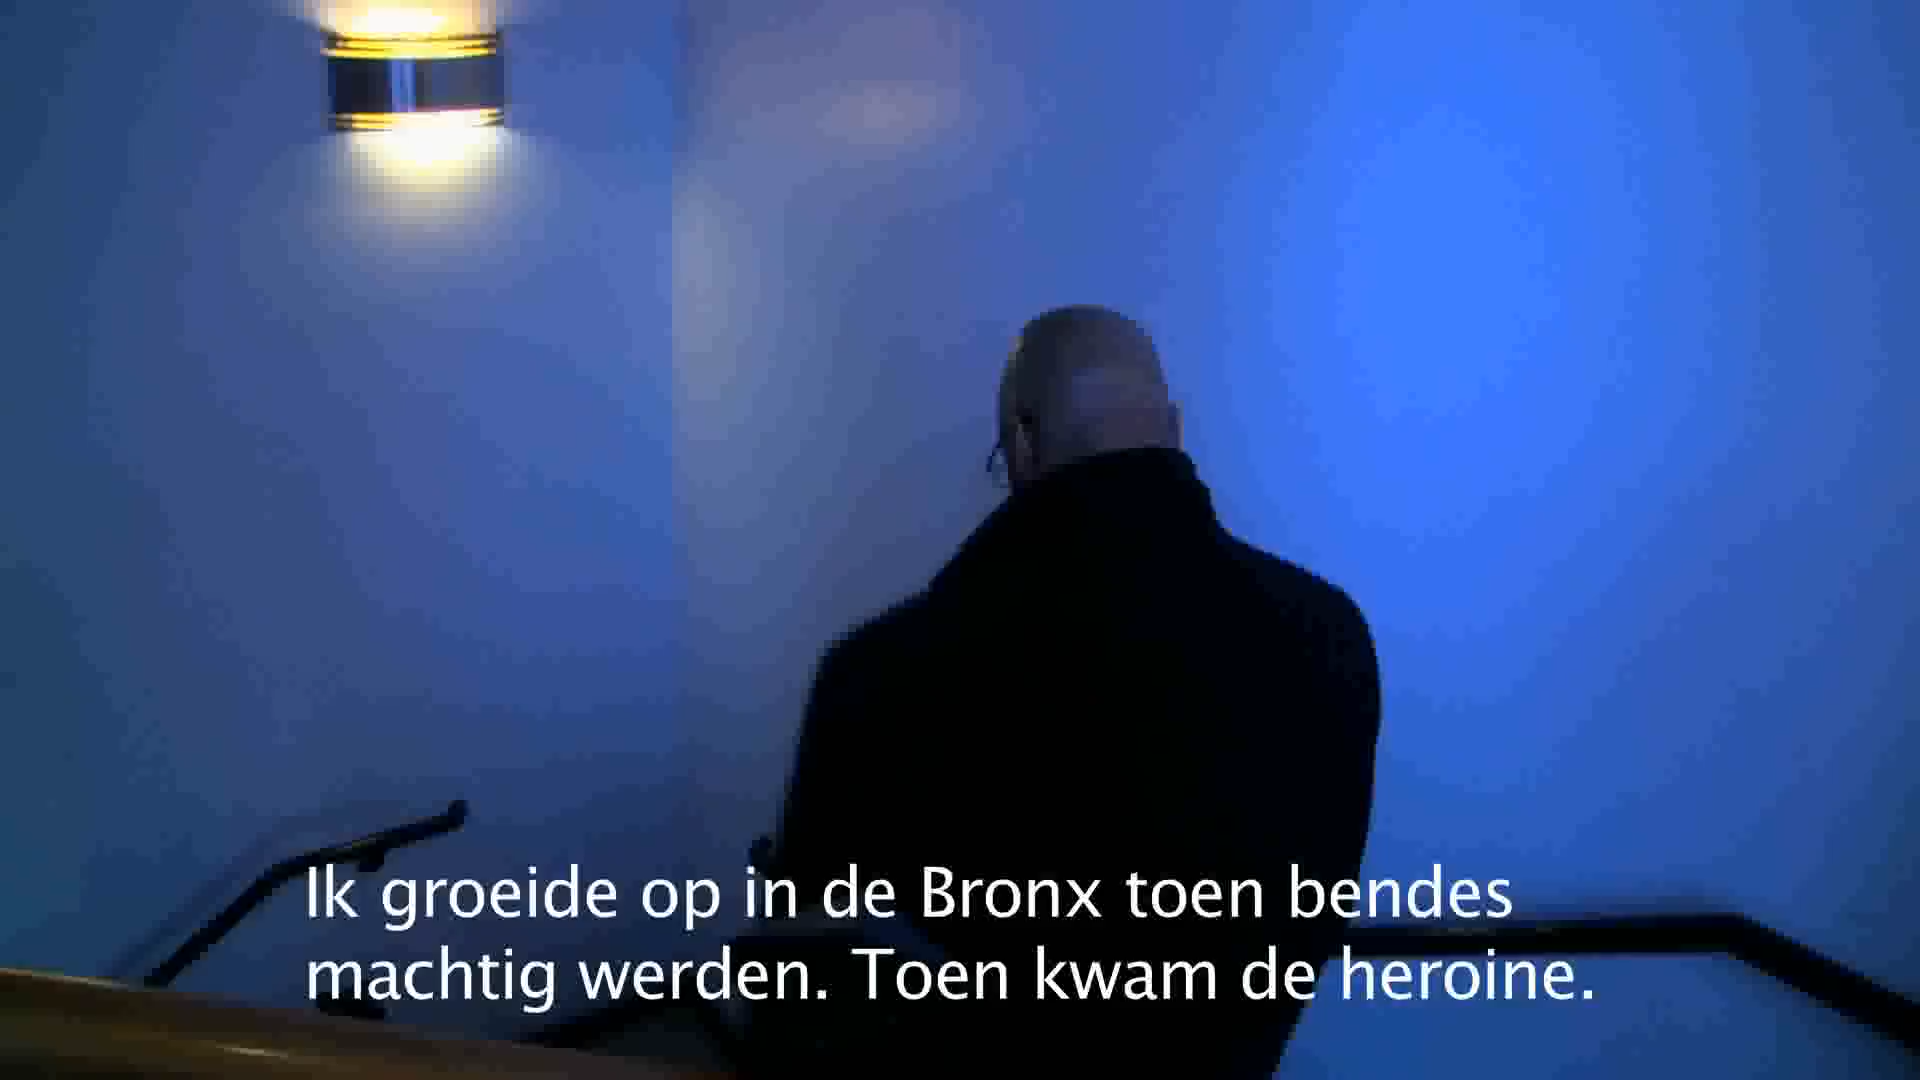 Ik groeide op in de Bronx toen bendes
machtig werden. Toen kwam de heroine.